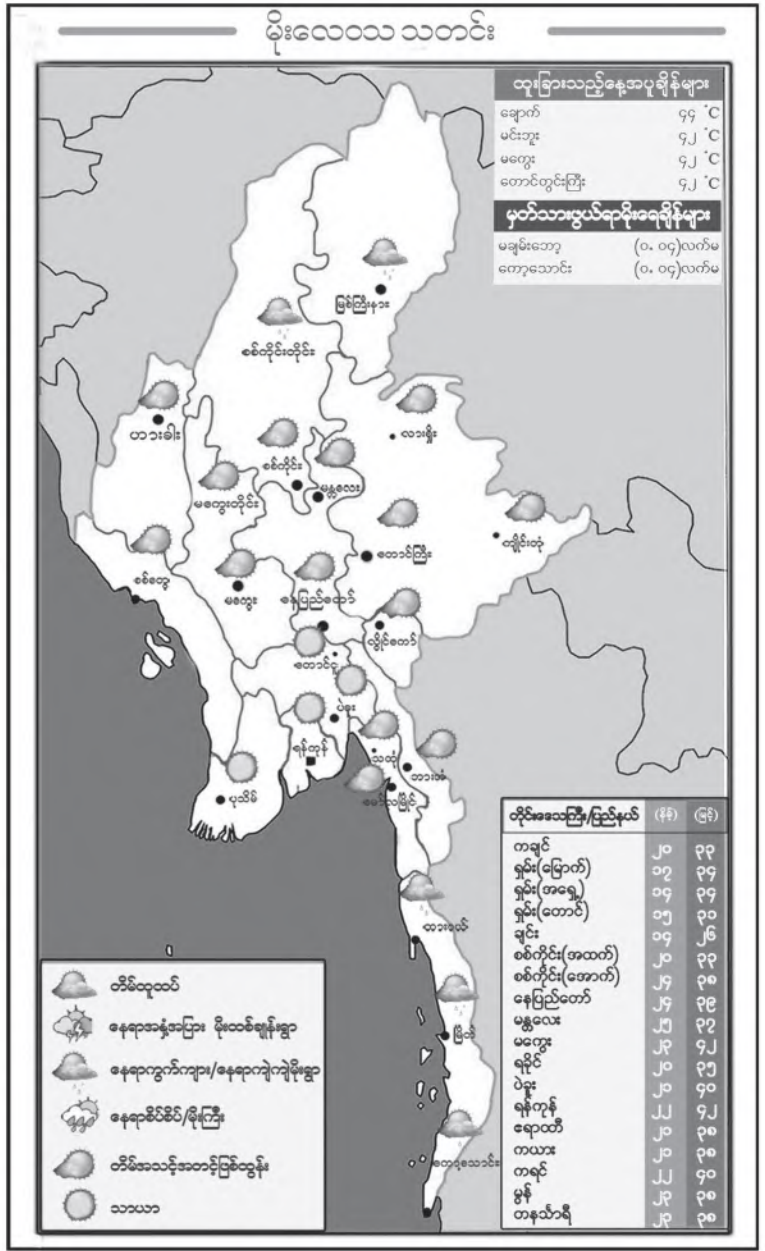 မိုးလေဝသ သတင်း
ထူးခြားသည့်နေ့အပူချိန်များ
ချောက် ၄၄ °C
မင်းဘူး ၄၂ °C
မကွေး ၄၂ °C
တောင်တွင်းကြီး ၄၂ °C
မှတ်သားဖွယ်ရာမိုးရေချိန်များ
မချမ်းဘော့ (၀.၀၄)လက်မ
ကော့သောင်း (၀.၀၄)လက်မ
မြစ်ကြီးနား
စစ်ကိုင်းတိုင်း
ဟားခါး
လားရှိုး
စစ်ကိုင်း
မန္တလေး
မကွေးတိုင်း
ကျိုင်းတုံ
တောင်ကြီး
စစ်တွေ
မကွေး
နေပြည်တော်
လွိုင်ကော်
တောင်ငူ
ပဲခူး
ရန်ကုန်
သထုံ
ဘားအံ
ပုသိမ်
မော်လမြိုင်
ထားဝယ်
မြိတ်
ကော့သောင်း
တိုင်းဒေသကြီး/ပြည်နယ် (နိမ့်) (မြင့်)
ကချင် ၂၀ ၃၃
ရှမ်း(မြောက်) ၁၇ ၃၄
ရှမ်း(အရှေ့) ၁၄ ၃၄
ရှမ်း(တောင်) ၁၅ ၃၁
ချင်း ၁၄ ၂၆
စစ်ကိုင်း(အထက်) ၂၀ ၃၃
စစ်ကိုင်း(အောက်) ၂၄ ၃၈
နေပြည်တော် ၂၄ ၃၉
မန္တလေး ၂၅ ၃၇
မကွေး ၂၃ ၄၂
ရခိုင် ၂၀ ၃၅
ပဲခူး ၂၁ ၄၀
ရန်ကုန် ၂၂ ၄၂
ဧရာဝတီ ၂၁ ၃၈
ကယား ၂၁ ၃၈
ကရင် ၂၂ ၄၀
မွန် ၂၃ ၃၈
တနင်္သာရီ ၂၃ ၃၈
တိမ်ထူထပ်
နေရာအနှံ့အပြား မိုးထစ်ချုန်းရွာ
နေရာကွက်ကျား/နေရာကျဲကျဲမိုးရွာ
နေရာစိပ်စိပ်/မိုးကြီး
တိမ်အသင့်အတင့်ဖြစ်ထွန်း
သာယာ